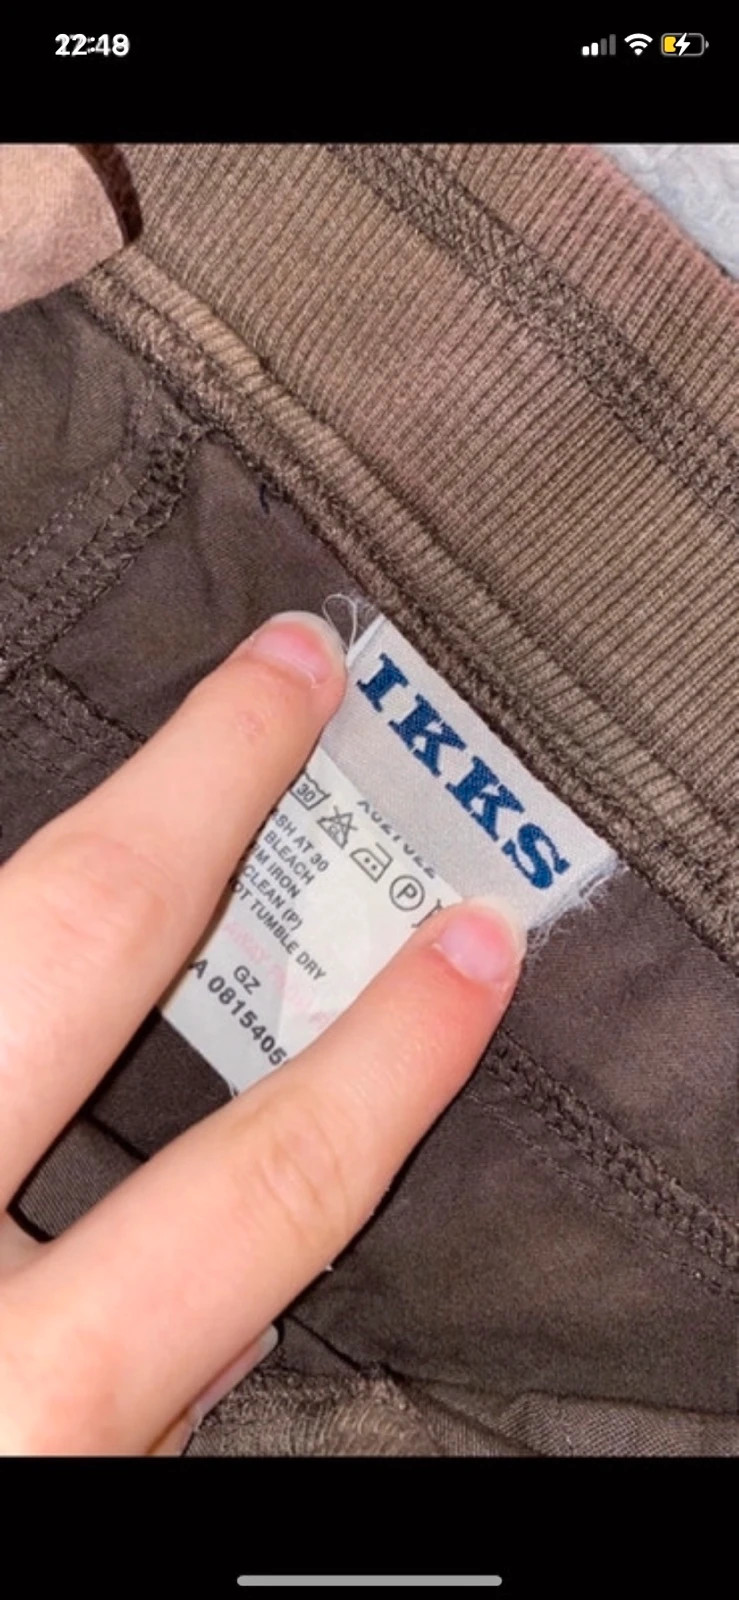 22:48
IKKS
30
P
SH AT 30
BLEACH
M IRON
CLEAN (P)
OT TUMBLE DRY
GZ
A 0815405